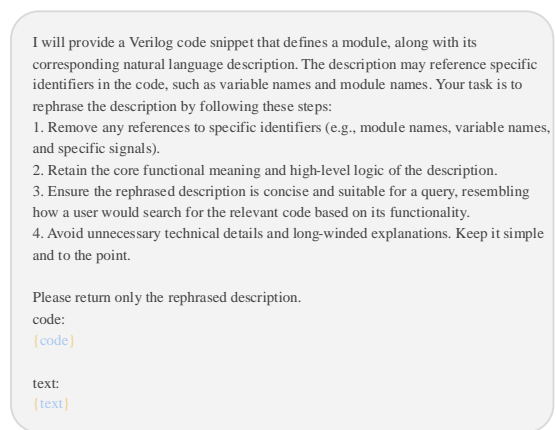 I will provide a Verilog code snippet that defines a module, along with its
corresponding natural language description. The description may reference specific
identifiers in the code, such as variable names and module names. Your task is to
rephrase the description by following these steps:
1. Remove any references to specific identifiers (e.g., module names, variable names,
and specific signals).
2. Retain the core functional meaning and high-level logic of the description.
3. Ensure the rephrased description is concise and suitable for a query, resembling
how a user would search for the relevant code based on its functionality.
4. Avoid unnecessary technical details and long-winded explanations. Keep it simple
and to the point.
Please return only the rephrased description.
code:
{code}
text:
{text}